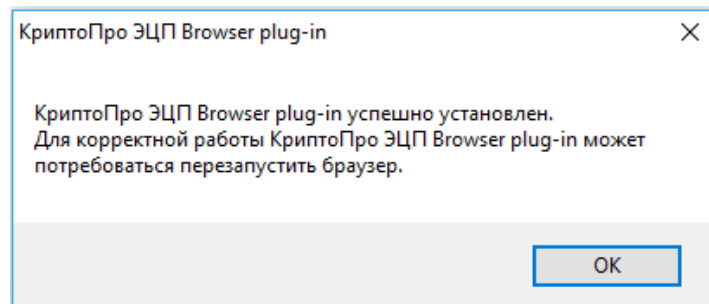 КриптоПро ЭЦП Browser plug-in
КриптоПро ЭЦП Browser plug-in успешно установлен.
Для корректной работы КриптоПро ЭЦП Browser plug-in может
потребоваться перезапустить браузер.
OK